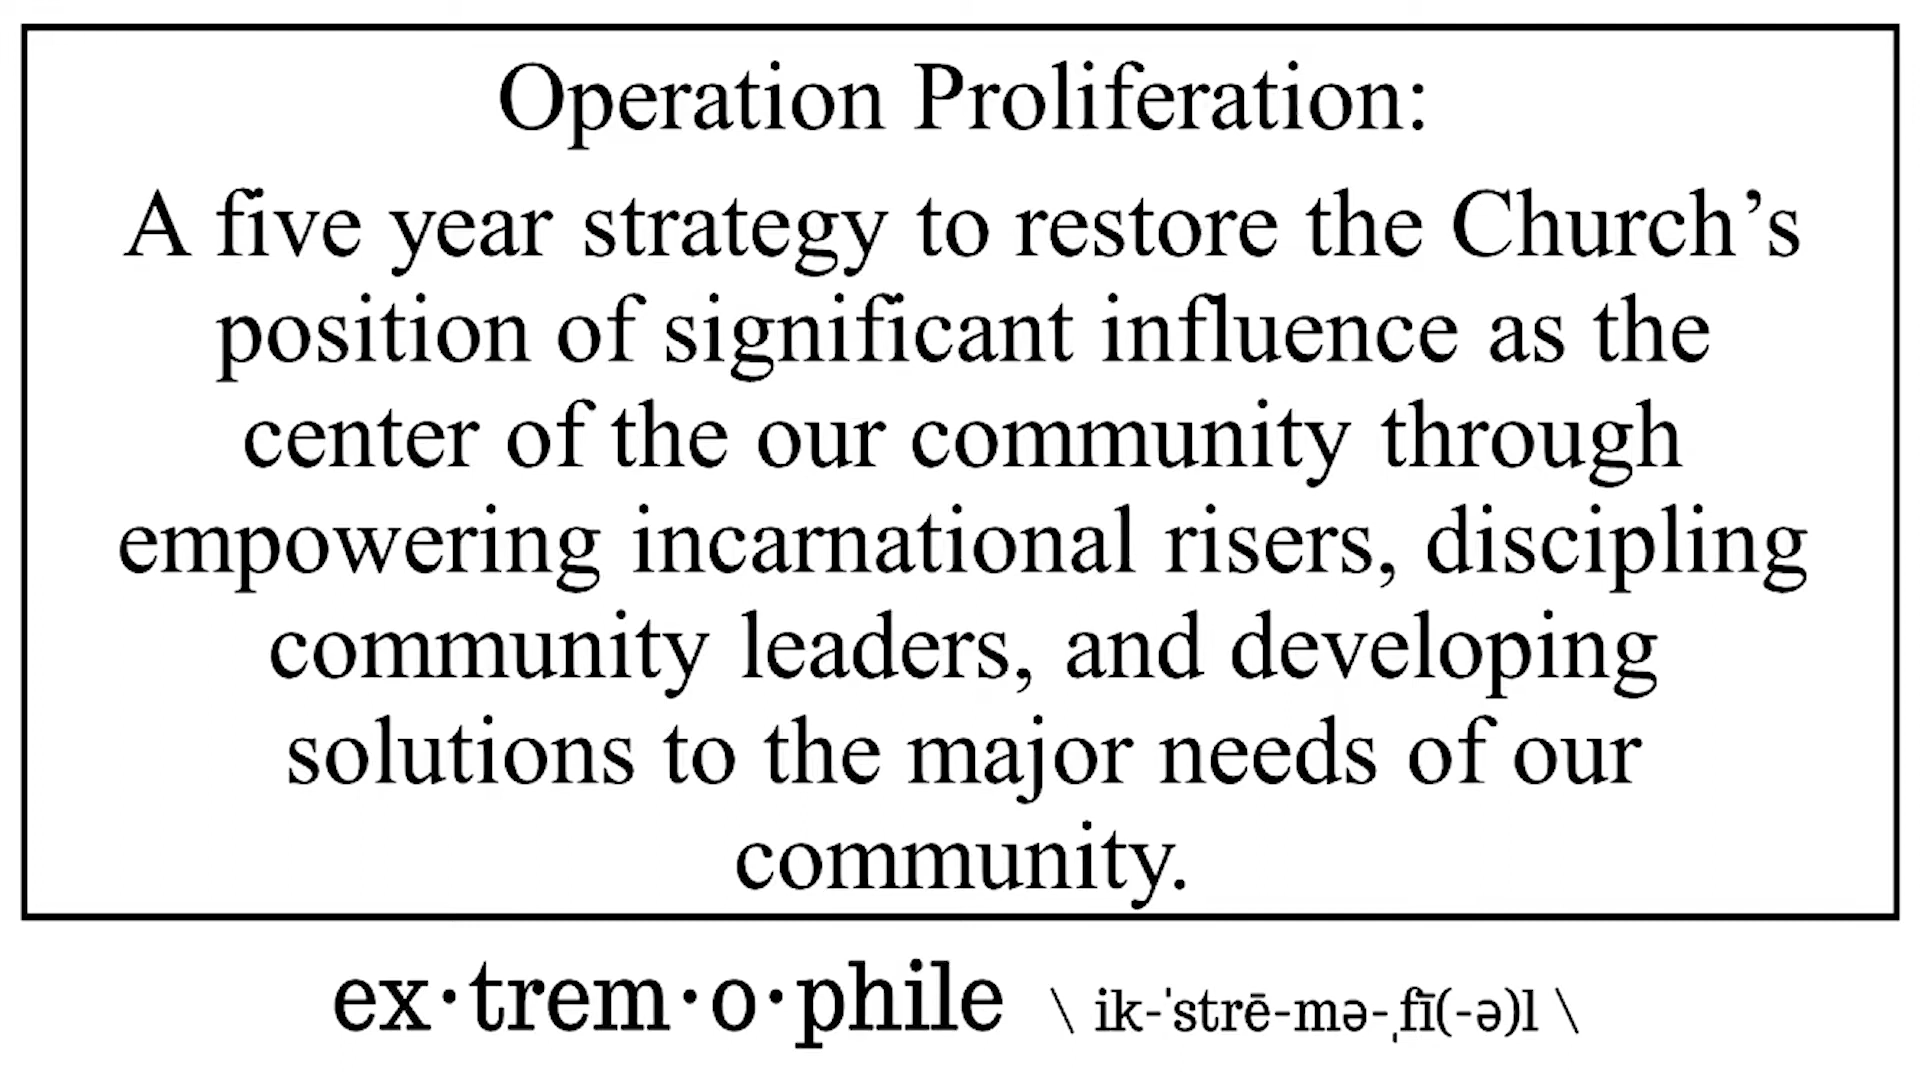 Operation Proliferation:
A five year strategy to restore the Church’s
position of significant influence as the
center of the our community through
empowering incarnational risers, discipling
community leaders, and developing
solutions to the major needs of our
community.
ex·trem·o·phile \ ik-ˈstrē-mə-ˌfī(-ə)l \